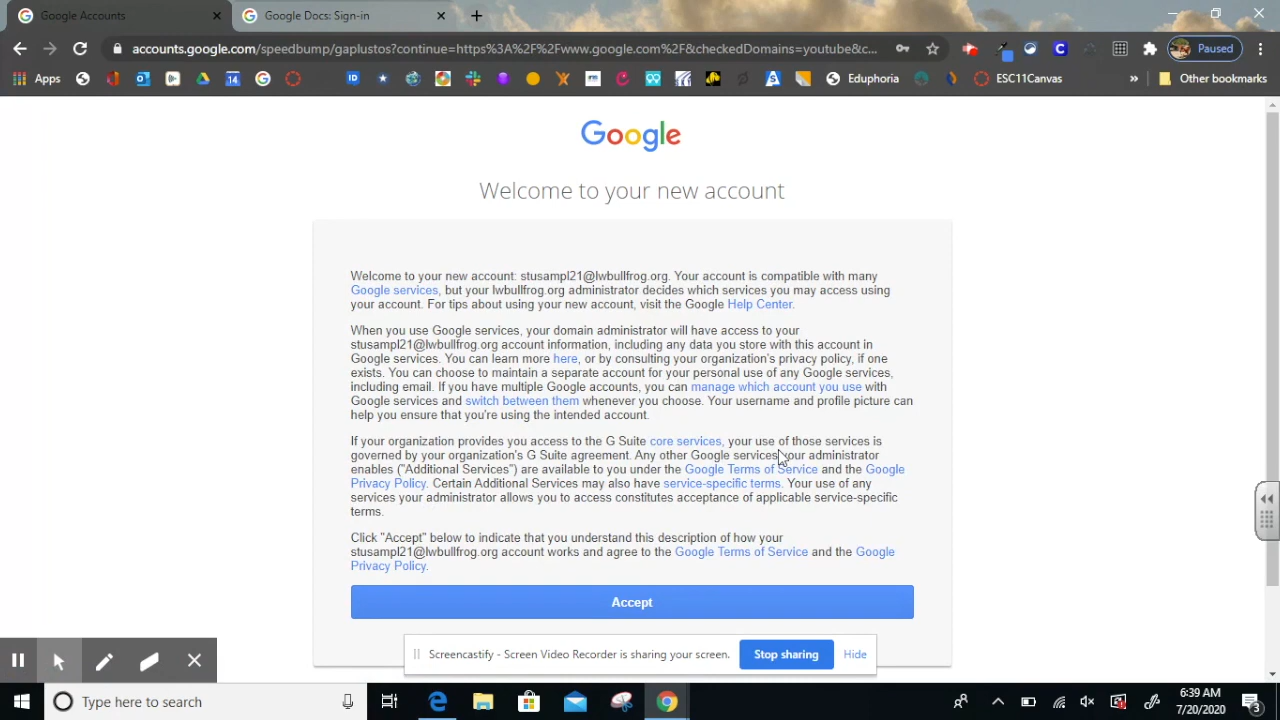 Google Accounts
Google Docs: Sign-in
accounts.google.com/speedbump/gaplustos?continue=https%3A%2F%2Fwww.google.com%2F&checkedDomains=youtube&c...
Paused
Apps
14
ID
Eduphoria
ESC11Canvas
Other bookmarks
Google
Welcome to your new account
Welcome to your new account: stusampl21@lwbullfrog.org. Your account is compatible with many
Google services, but your lwbullfrog.org administrator decides which services you may access using
your account. For tips about using your new account, visit the Google Help Center.
When you use Google services, your domain administrator will have access to your
stusampl21@lwbullfrog.org account information, including any data you store with this account in
Google services. You can learn more here, or by consulting your organization's privacy policy, if one
exists. You can choose to maintain a separate account for your personal use of any Google services,
including email. If you have multiple Google accounts, you can manage which account you use with
Google services and switch between them whenever you choose. Your username and profile picture can
help you ensure that you're using the intended account.
If your organization provides you access to the G Suite core services, your use of those services is
governed by your organization's G Suite agreement. Any other Google services your administrator
enables ("Additional Services") are available to you under the Google Terms of Service and the Google
Privacy Policy. Certain Additional Services may also have service-specific terms. Your use of any
services your administrator allows you to access constitutes acceptance of applicable service-specific
terms.
Click "Accept" below to indicate that you understand this description of how your
stusampl21@lwbullfrog.org account works and agree to the Google Terms of Service and the Google
Privacy Policy.
Accept
Screencastify - Screen Video Recorder is sharing your screen.
Stop sharing
Hide
Type here to search
6:39 AM
7/20/2020
3